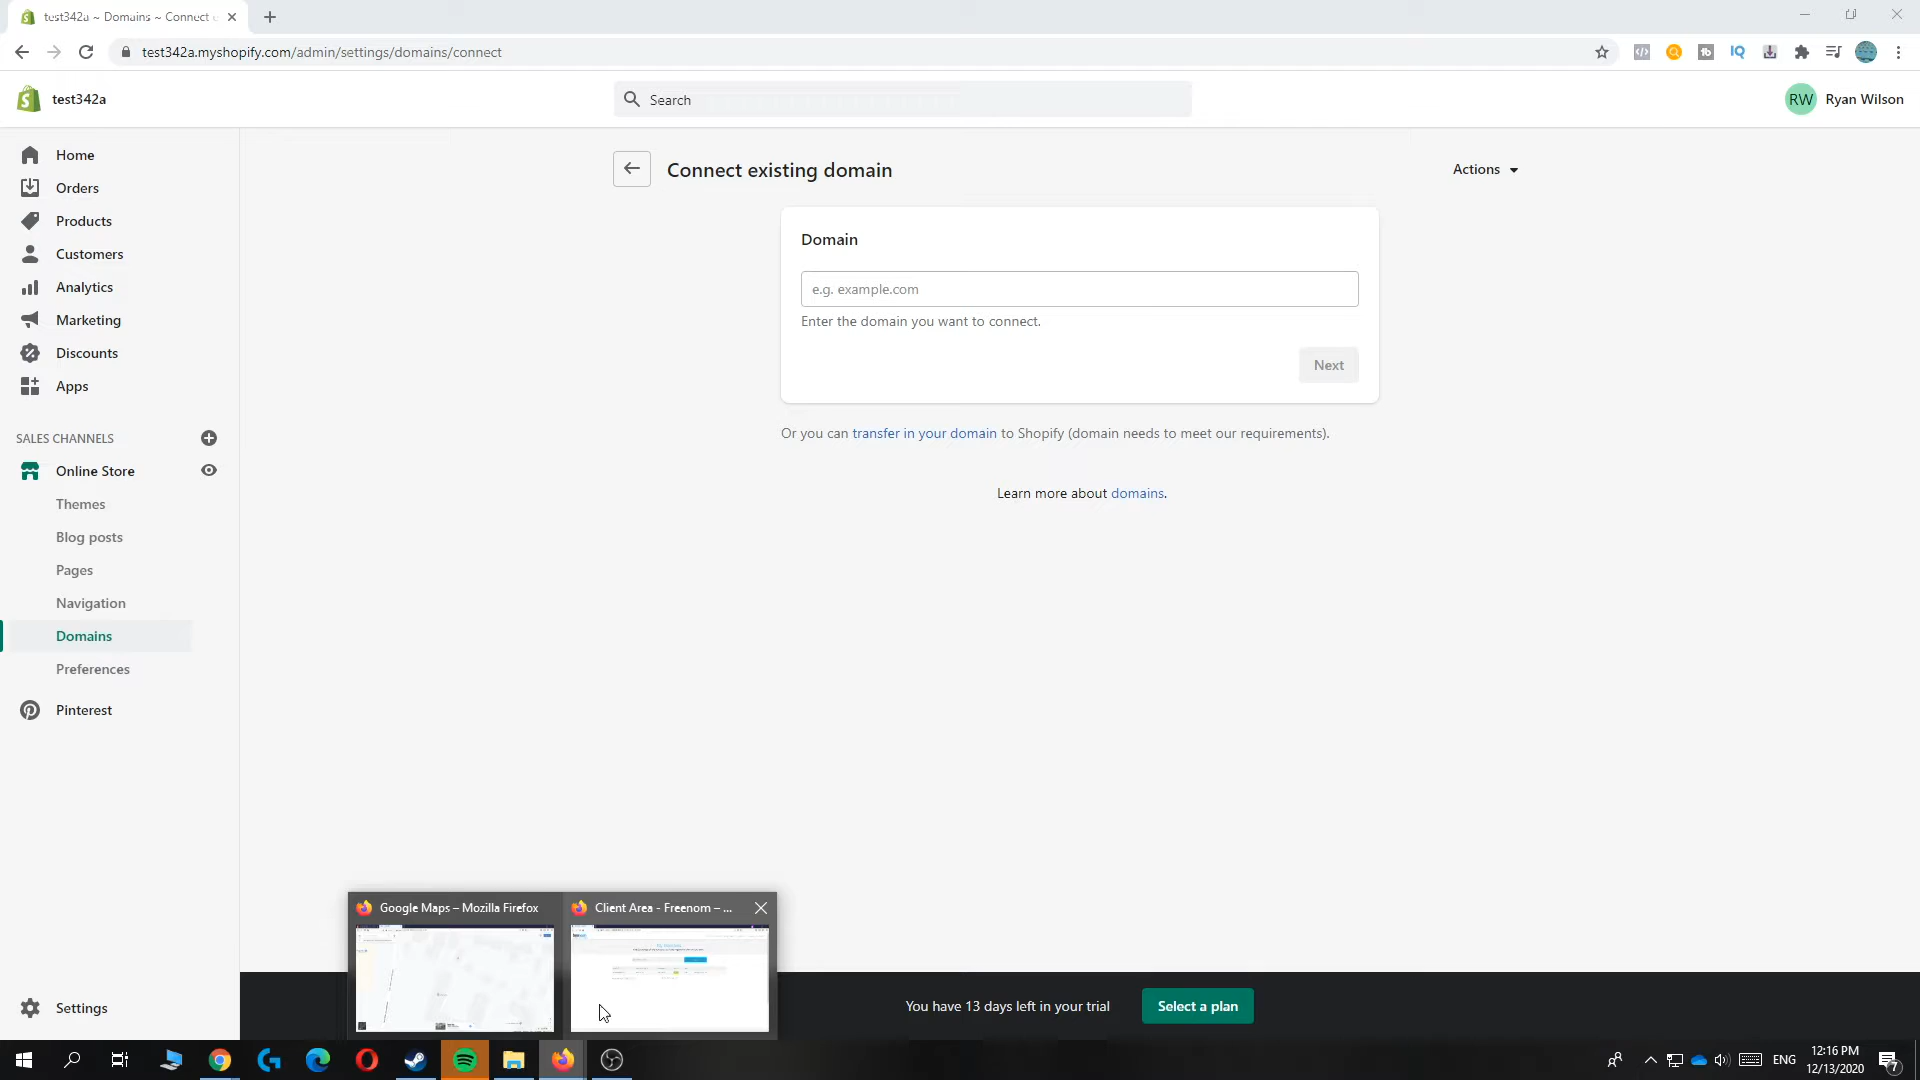 test342a ~ Domains ~ Connect e
test342a.myshopify.com/admin/settings/domains/connect
test342a
Search
RW
Ryan Wilson
Home
Orders
Products
Customers
Analytics
Marketing
Discounts
Apps
SALES CHANNELS
Online Store
Themes
Blog posts
Pages
Navigation
Domains
Preferences
Pinterest
Settings
Connect existing domain
Actions
Domain
e.g. example.com
Enter the domain you want to connect.
Next
Or you can transfer in your domain to Shopify (domain needs to meet our requirements).
Learn more about domains.
Google Maps – Mozilla Firefox
Client Area - Freenom – ...
You have 13 days left in your trial
Select a plan
ENG
12:16 PM
12/13/2020
7